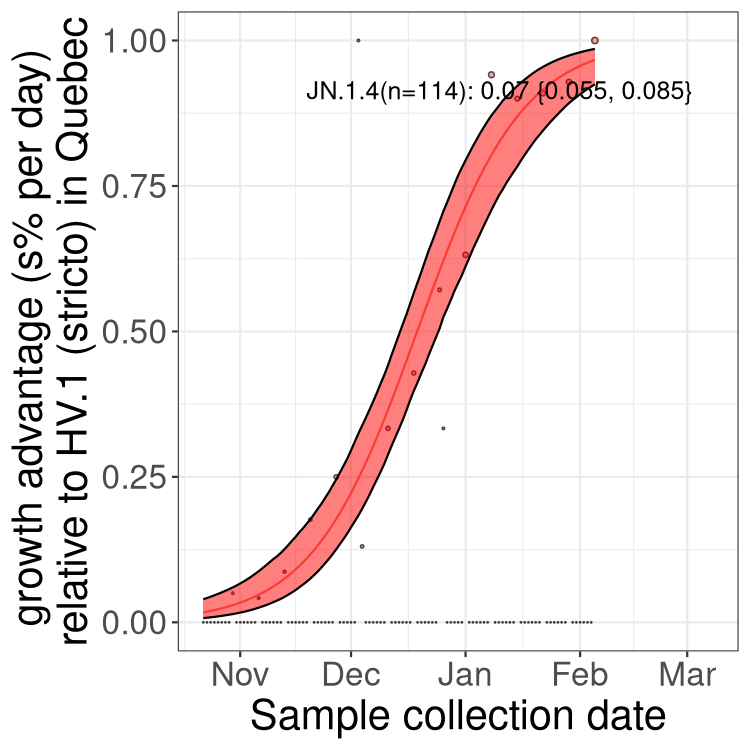 growth advantage (s% per day)
relative to HV.1 (stricto) in Quebec
1.00
0.75
0.50
0.25
0.00
JN.1.4(n=114): 0.07 {0.055, 0.085}
Nov Dec Jan Feb Mar
Sample collection date